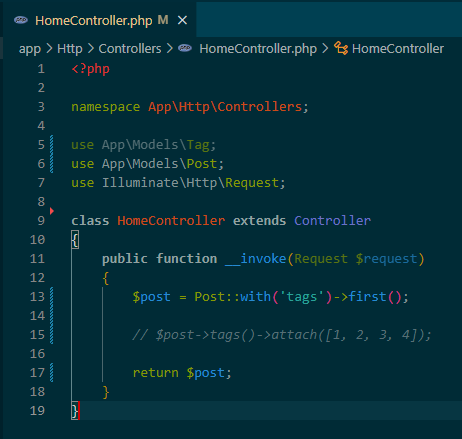 HomeController.php M ×
app > Http > Controllers > HomeController.php > HomeController
1 <?php
2
3 namespace App\Http\Controllers;
4
5 use App\Models\Tag;
6 use App\Models\Post;
7 use Illuminate\Http\Request;
8
9 class HomeController extends Controller
10 {
11     public function __invoke(Request $request)
12     {
13         $post = Post::with('tags')->first();
14
15         // $post->tags()->attach([1, 2, 3, 4]);
16
17         return $post;
18     }
19 }